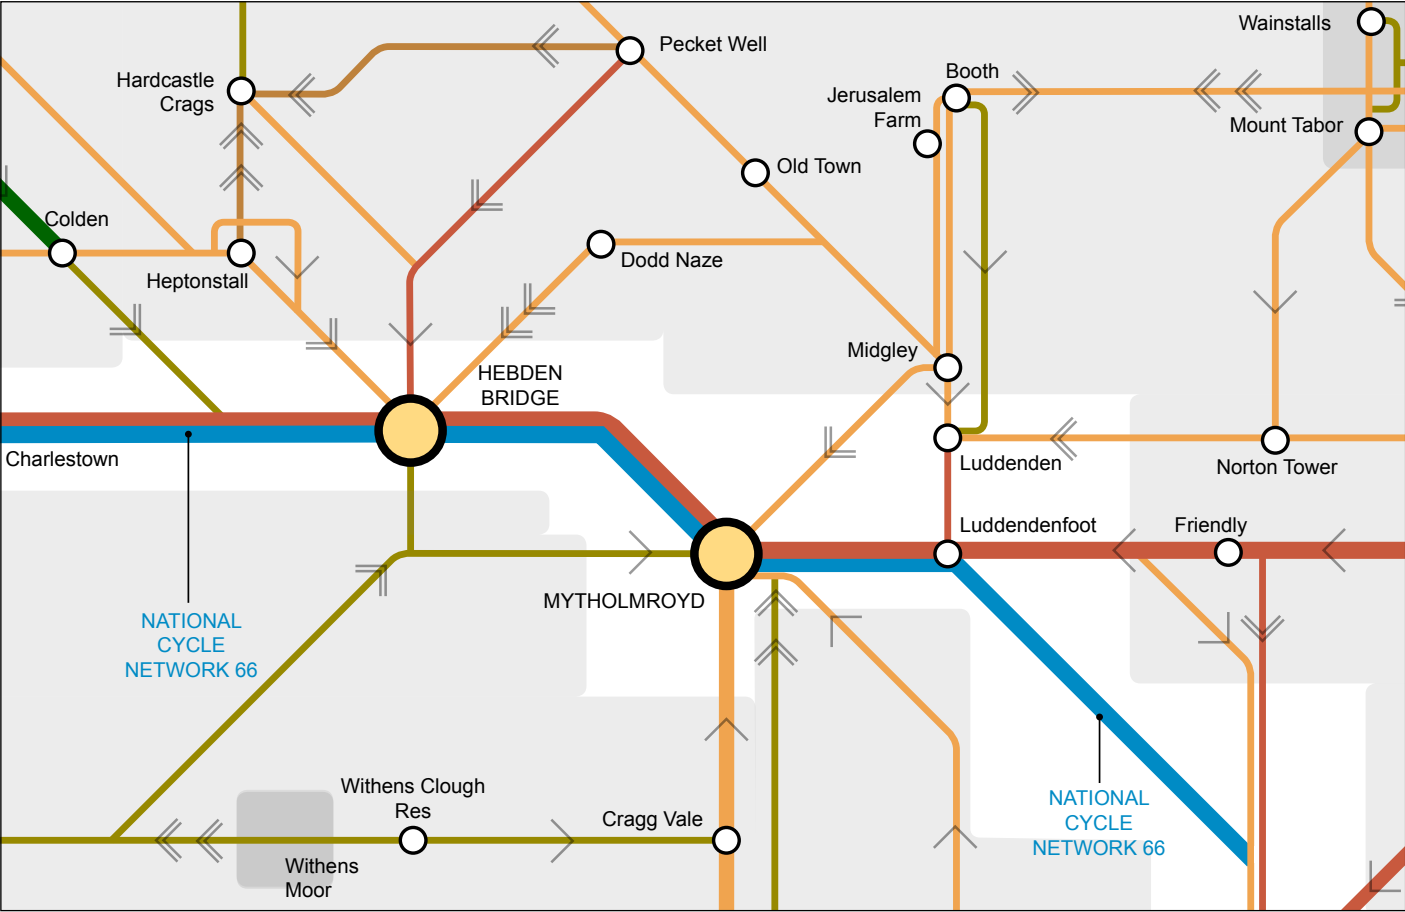 Wainstalls
Pecket Well
Booth
Hardcastle
Crags
Jerusalem
Farm
Mount Tabor
Old Town
Colden
Dodd Naze
Heptonstall
Midgley
HEBDEN
BRIDGE
Charlestown
Luddenden
Norton Tower
Luddendenfoot
Friendly
MYTHOLMROYD
NATIONAL
CYCLE
NETWORK 66
Withens Clough
Res
Cragg Vale
NATIONAL
CYCLE
NETWORK 66
Withens
Moor